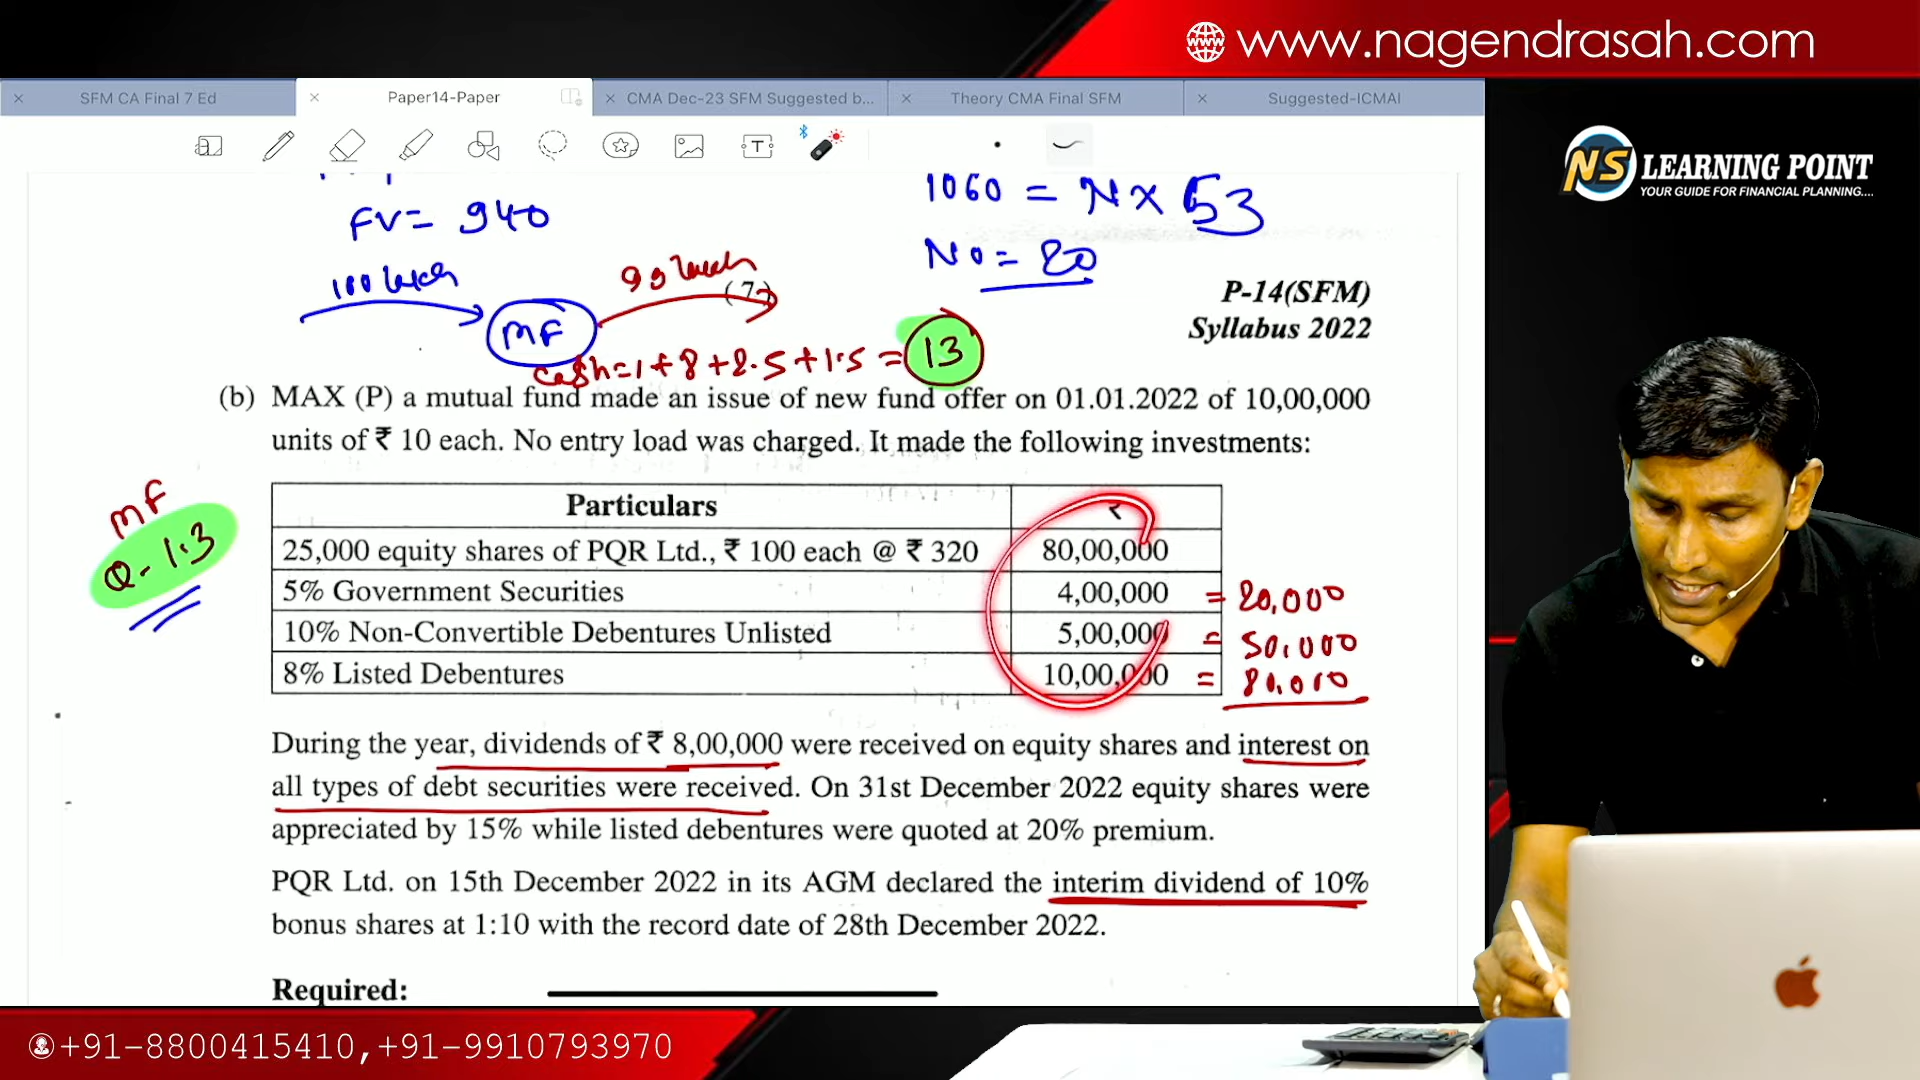 www.nagendrasah.com
SFM CA Final 7 Ed
Paper14-Paper
CMA Dec-23 SFM Suggested b...
Theory CMA Final SFM
Suggested-ICMAI
NS LEARNING POINT
YOUR GUIDE FOR FINANCIAL PLANNING....
FV = 940
1060 = N × 53
No = 20
100 lakh
MF
99 lakh
(7)
P-14(SFM)
Syllabus 2022
cash = 1 + 8 + 2.5 + 1.5 = 13
(b) MAX (P) a mutual fund made an issue of new fund offer on 01.01.2022 of 10,00,000
units of ₹ 10 each. No entry load was charged. It made the following investments:
MF
Q-1.3
Particulars ₹
25,000 equity shares of PQR Ltd., ₹ 100 each @ ₹ 320 80,00,000
5% Government Securities 4,00,000 = 20,000
10% Non-Convertible Debentures Unlisted 5,00,000 = 50,000
8% Listed Debentures 10,00,000 = 80,000
During the year, dividends of ₹ 8,00,000 were received on equity shares and interest on
all types of debt securities were received. On 31st December 2022 equity shares were
appreciated by 15% while listed debentures were quoted at 20% premium.
PQR Ltd. on 15th December 2022 in its AGM declared the interim dividend of 10%
bonus shares at 1:10 with the record date of 28th December 2022.
Required:
+91-8800415410,+91-9910793970